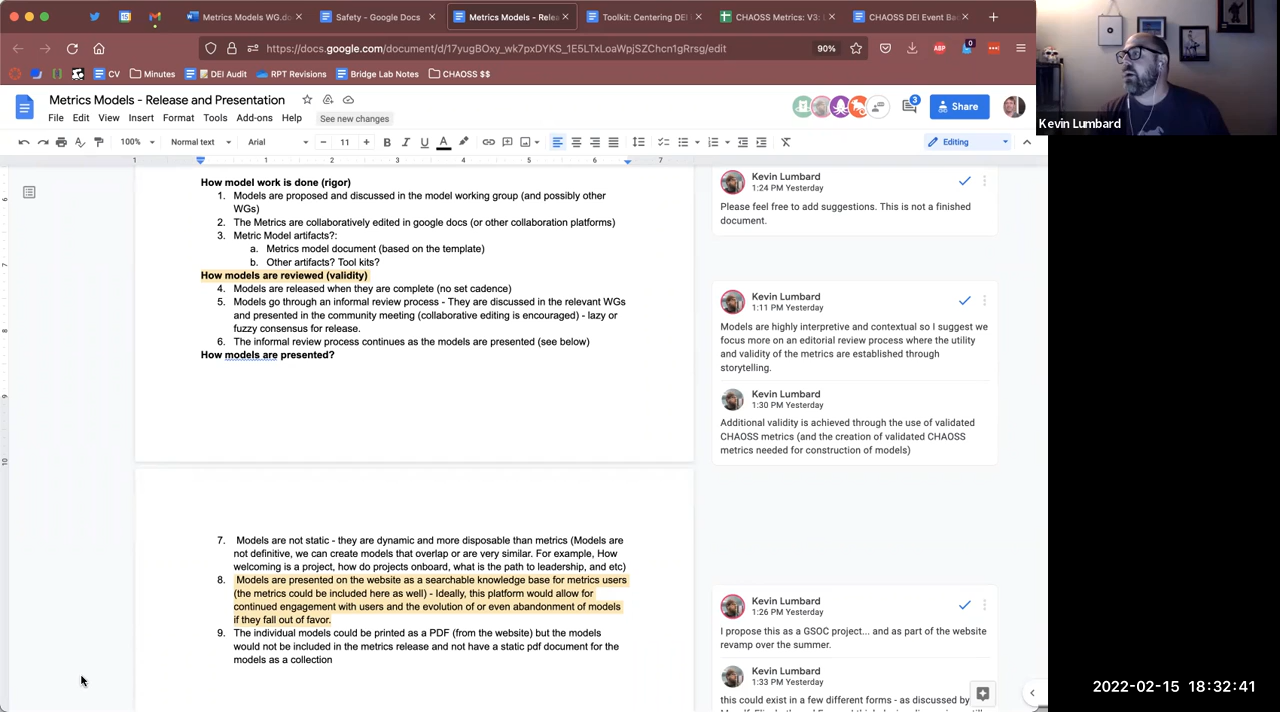 Metrics Models WG.do
Safety - Google Docs
Metrics Models - Relea
Toolkit: Centering DEI
CHAOSS Metrics: V3:
CHAOSS DEI Event Ba
https://docs.google.com/document/d/17yugBOxy_wk7pxDYKS_1E5LTxLoaWpjSZChcn1gRrsg/edit
90%
ABP
0
CV
Minutes
DEI Audit
RPT Revisions
Bridge Lab Notes
CHAOSS $$
Metrics Models - Release and Presentation
File Edit View Insert Format Tools Add-ons Help
See new changes
3
Share
100%
Normal text
Arial
11
Editing
1 1 2 3 4 5 6 7
How model work is done (rigor)
1. Models are proposed and discussed in the model working group (and possibly other
WGs)
2. The Metrics are collaboratively edited in google docs (or other collaboration platforms)
3. Metric Model artifacts?:
a. Metrics model document (based on the template)
b. Other artifacts? Tool kits?
How models are reviewed (validity)
4. Models are released when they are complete (no set cadence)
5. Models go through an informal review process - They are discussed in the relevant WGs
and presented in the community meeting (collaborative editing is encouraged) - lazy or
fuzzy consensus for release.
6. The informal review process continues as the models are presented (see below)
How models are presented?
7. Models are not static - they are dynamic and more disposable than metrics (Models are
not definitive, we can create models that overlap or are very similar. For example, How
welcoming is a project, how do projects onboard, what is the path to leadership, and etc)
8. Models are presented on the website as a searchable knowledge base for metrics users
(the metrics could be included here as well) - Ideally, this platform would allow for
continued engagement with users and the evolution of or even abandonment of models
if they fall out of favor.
9. The individual models could be printed as a PDF (from the website) but the models
would not be included in the metrics release and not have a static pdf document for the
models as a collection
Kevin Lumbard
1:24 PM Yesterday
Please feel free to add suggestions. This is not a finished
document.
Kevin Lumbard
1:11 PM Yesterday
Models are highly interpretive and contextual so I suggest we
focus more on an editorial review process where the utility
and validity of the metrics are established through
storytelling.
Kevin Lumbard
1:30 PM Yesterday
Additional validity is achieved through the use of validated
CHAOSS metrics (and the creation of validated CHAOSS
metrics needed for construction of models)
Kevin Lumbard
1:26 PM Yesterday
I propose this as a GSOC project... and as part of the website
revamp over the summer.
Kevin Lumbard
1:33 PM Yesterday
this could exist in a few different forms - as discussed by
Kevin Lumbard
2022-02-15 18:32:41